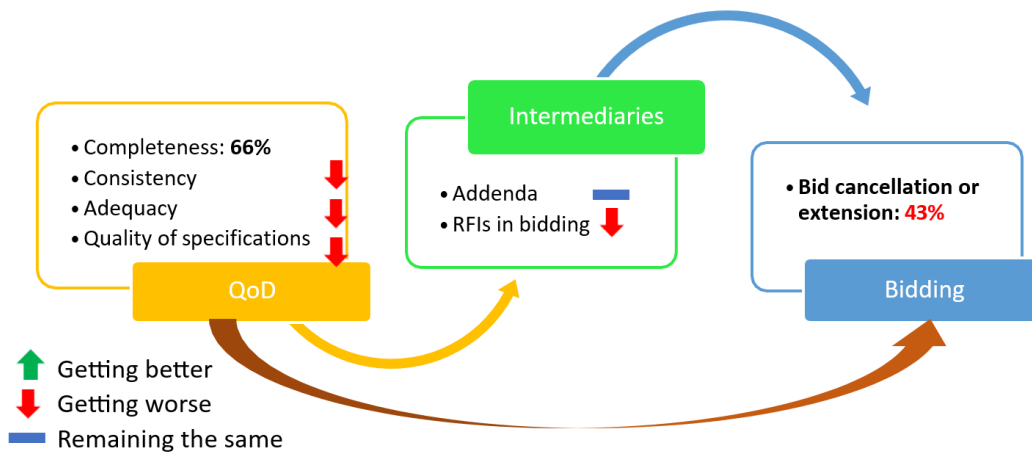 • Completeness: 66%
• Consistency
• Adequacy
• Quality of specifications
QoD
Intermediaries
• Addenda
• RFIs in bidding
• Bid cancellation or
extension: 43%
Bidding
Getting better
Getting worse
Remaining the same